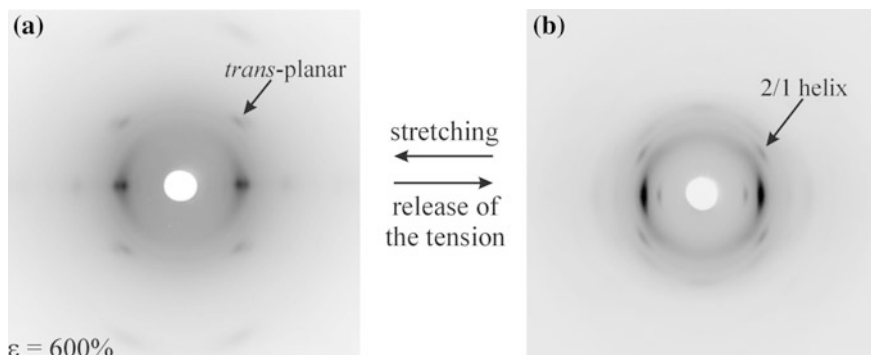 (a)
trans-planar
ε = 600%
stretching
release of
the tension
(b)
2/1 helix